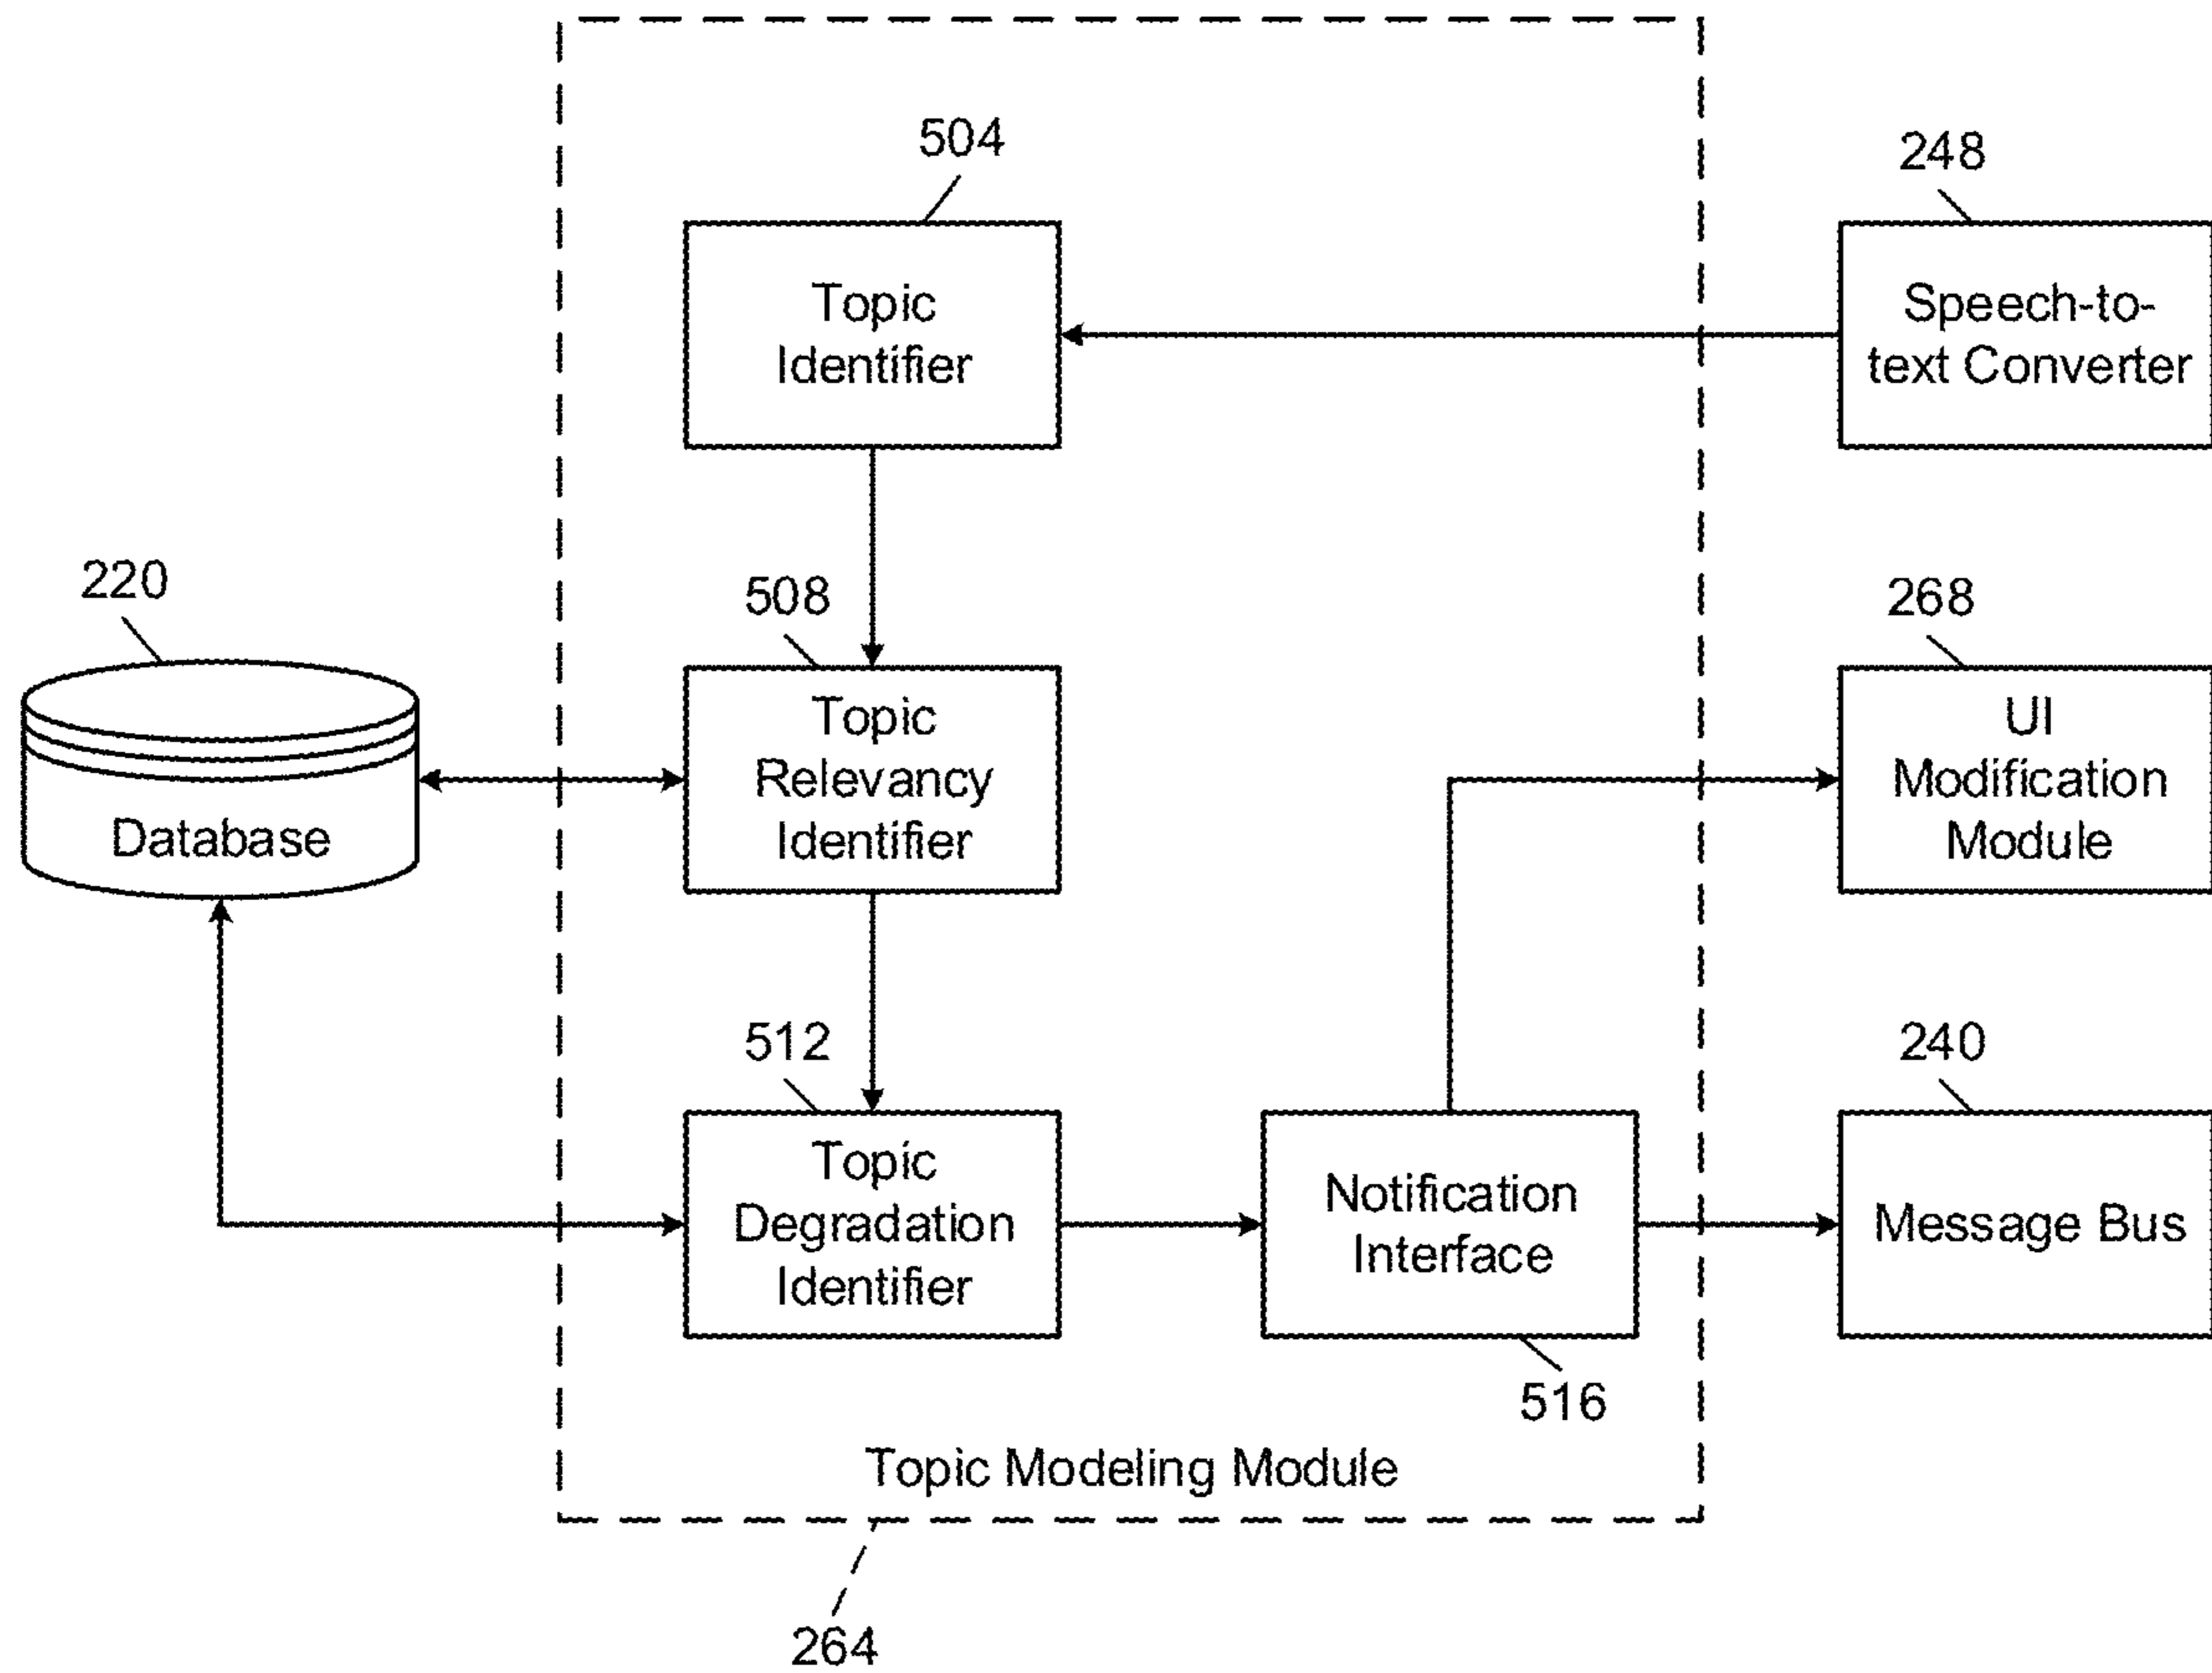 504
248
Topic
Identifier
Speech-to-
text Converter
220
508
268
Database
Topic
Relevancy
Identifier
UI
Modification
Module
512
240
Topic
Degradation
Identifier
Notification
Interface
Message Bus
516
Topic Modeling Module
264